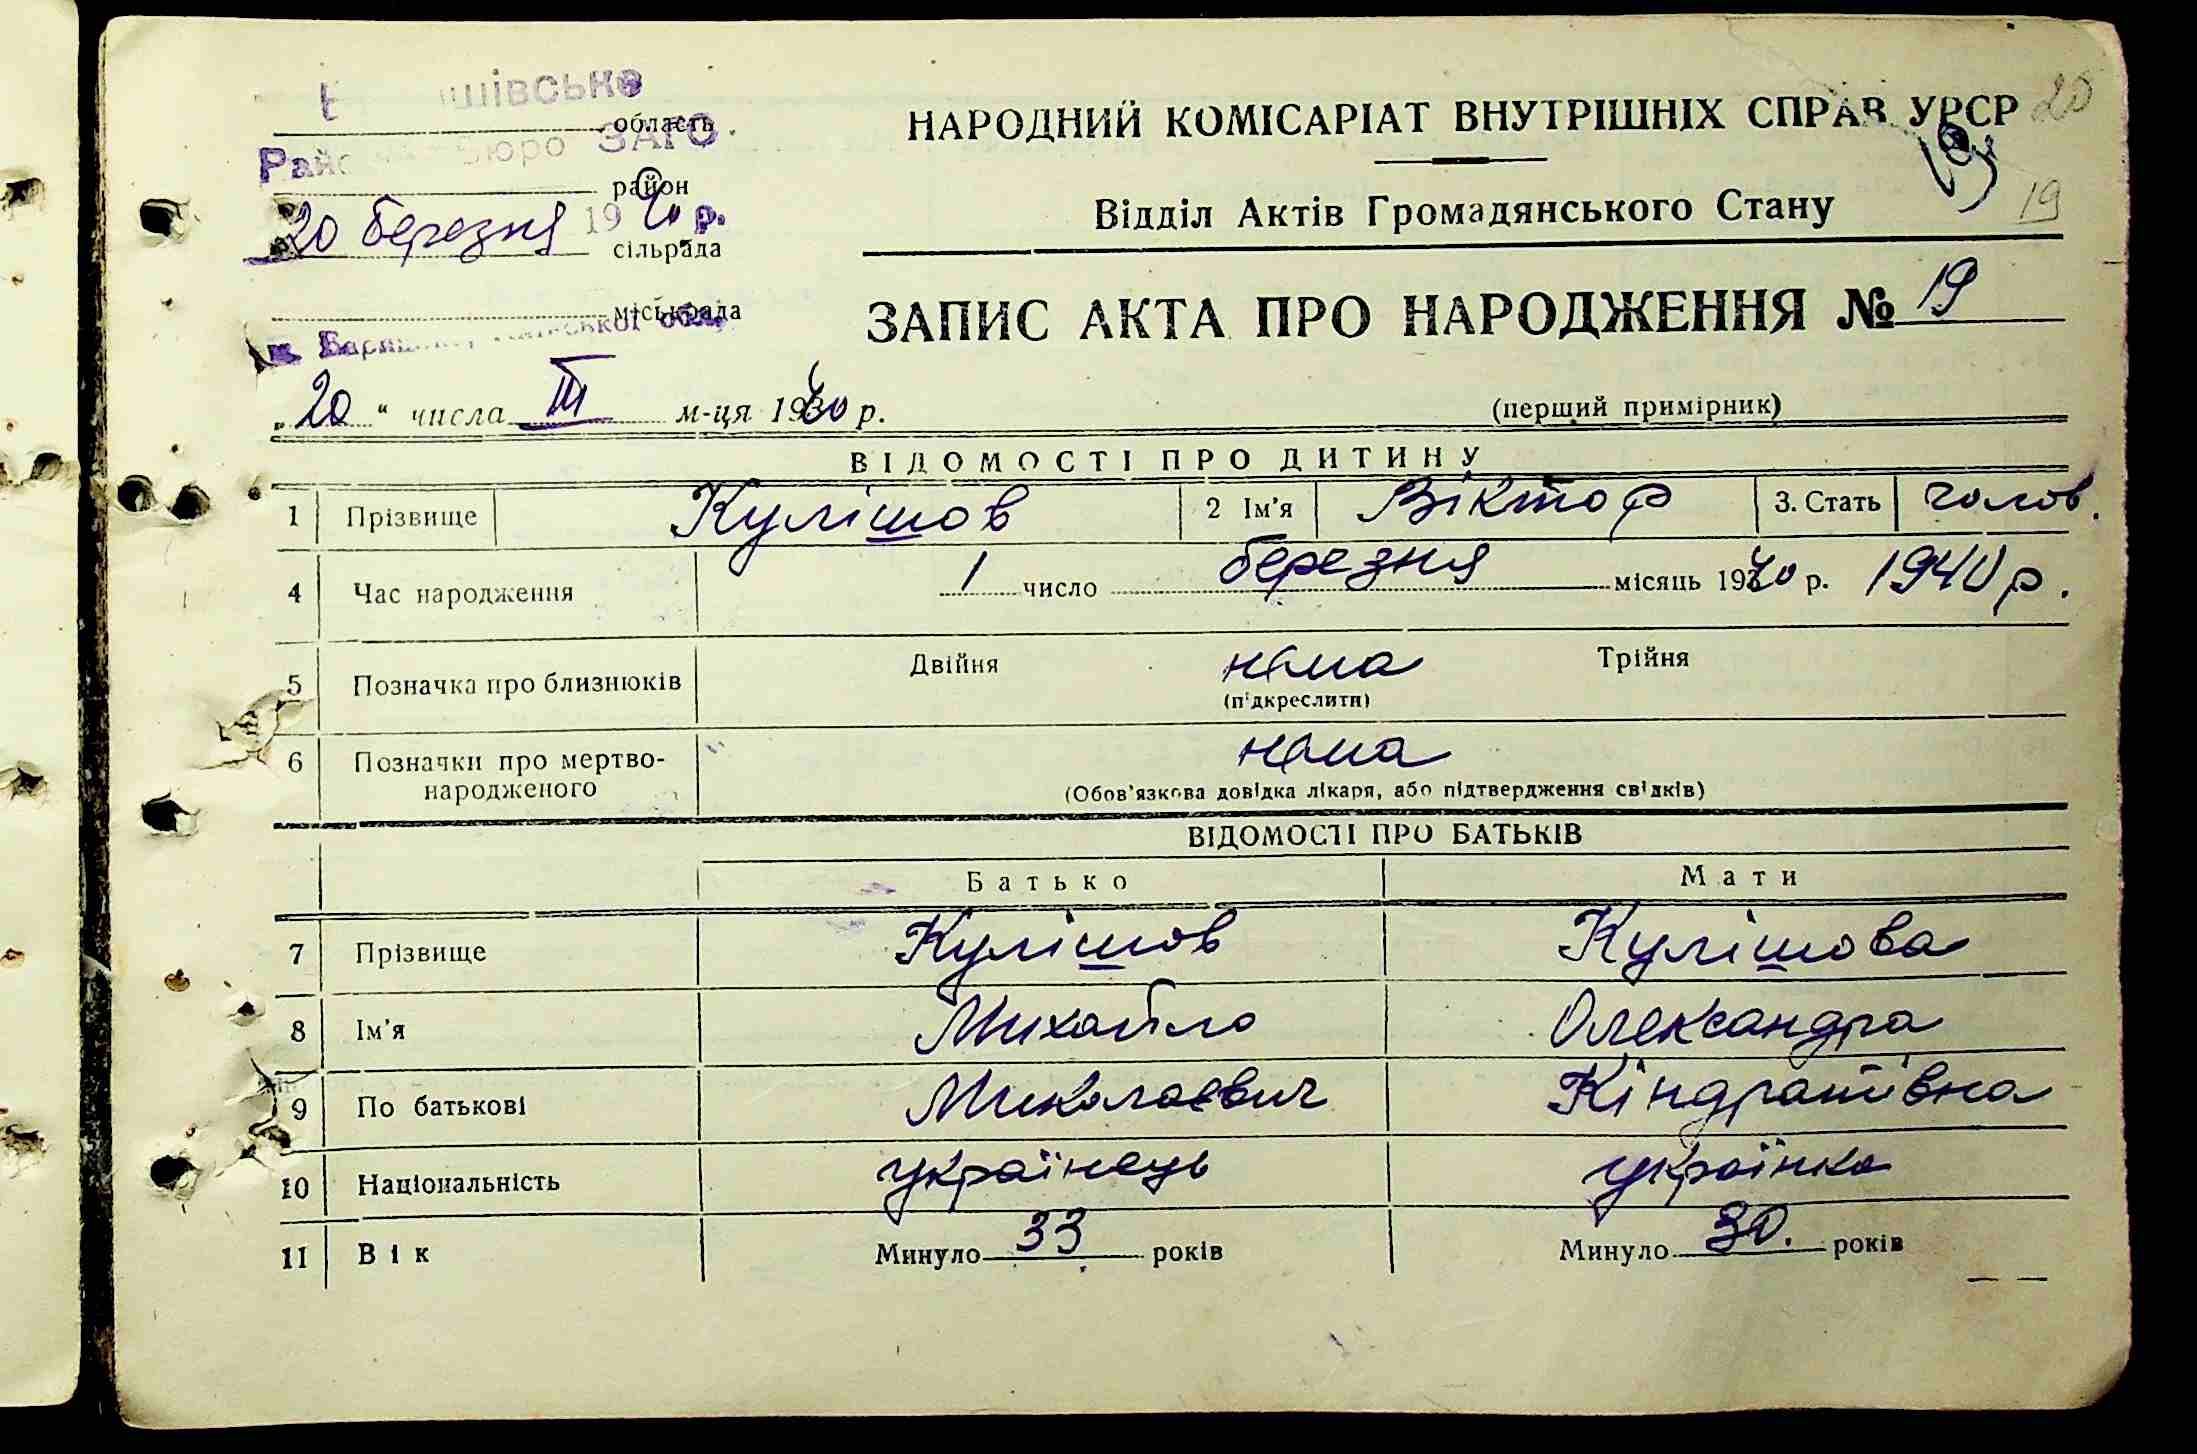 область
Бюро ЗАГС
район
20 березня 1940 р.
сільрада
міськрада
Київської обл.
НАРОДНИЙ КОМІСАРІАТ ВНУТРІШНІХ СПРАВ УРСР
20
Відділ Актів Громадянського Стану
19
ЗАПИС АКТА ПРО НАРОДЖЕННЯ № 19
„20“ числа III м-ця 1940 р.
(перший примірник)
ВІДОМОСТІ ПРО ДИТИНУ
1 Прізвище Кулішов 2 Ім'я Віктор 3. Стать голов.
4 Час народження 1 число березня місяць 1940 р. 1940 р.
5 Позначка про близнюків Двійня нема Трійня
(підкреслити)
6 Позначки про мертво-
народженого нема
(Обов'язкова довідка лікаря, або підтвердження свідків)
ВІДОМОСТІ ПРО БАТЬКІВ
Батько Мати
7 Прізвище Кулішов Кулішова
8 Ім'я Михайло Олександра
9 По батькові Миколаєвич Кіндратівна
10 Національність українець українка
11 Вік Минуло 33 років Минуло 30. років